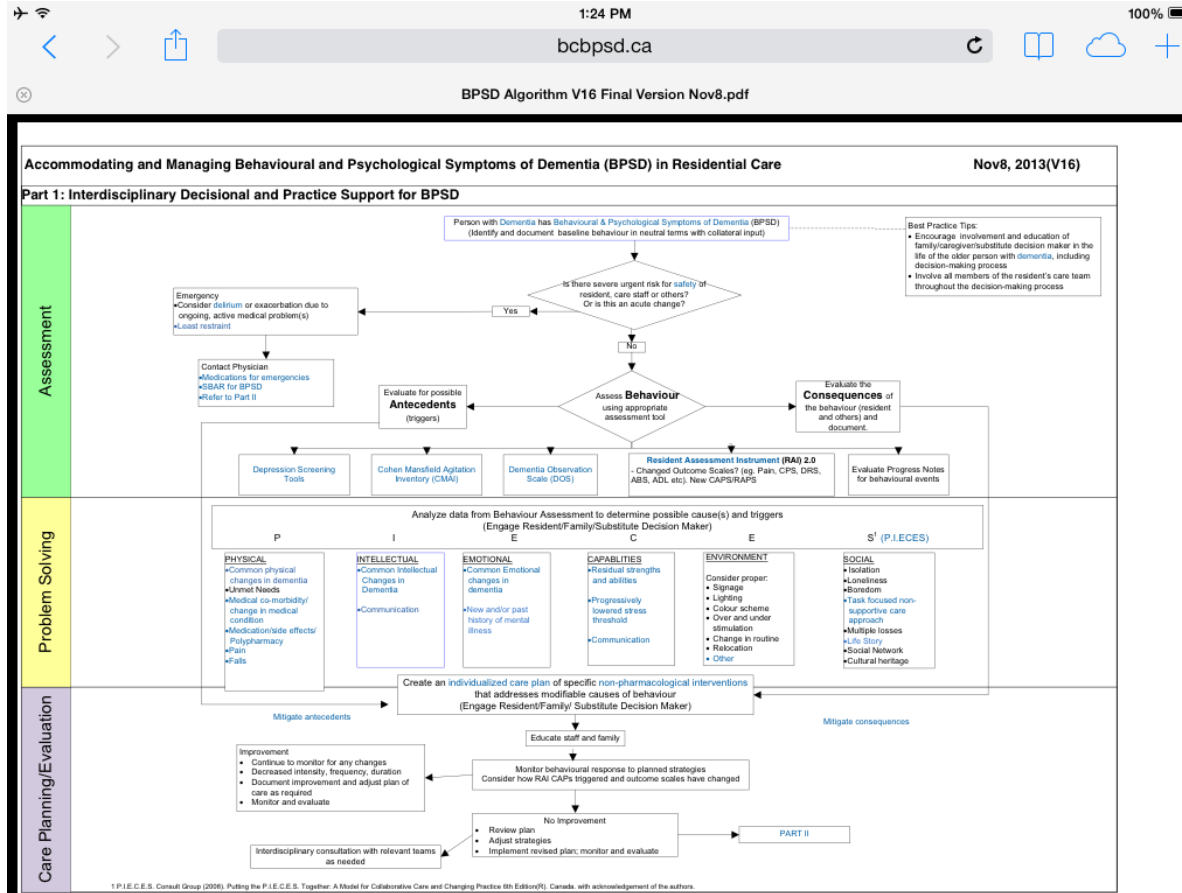 1:24 PM
100%
bcbpsd.ca
BPSD Algorithm V16 Final Version Nov8.pdf
Accommodating and Managing Behavioural and Psychological Symptoms of Dementia (BPSD) in Residential Care
Nov8, 2013(V16)
Part 1: Interdisciplinary Decisional and Practice Support for BPSD
Assessment
Person with Dementia has Behavioural & Psychological Symptoms of Dementia (BPSD)
(Identify and document baseline behaviour in neutral terms with collateral input)
Best Practice Tips:
• Encourage involvement and education of
family/caregiver/substitute decision maker in the
life of the older person with dementia, including
decision-making process
• Involve all members of the resident's care team
throughout the decision-making process
Is there severe urgent risk for safety of
resident, care staff or others?
Or is this an acute change?
Yes
No
Emergency
•Consider delirium or exacerbation due to
ongoing, active medical problem(s)
•Least restraint
Contact Physician
•Medications for emergencies
•SBAR for BPSD
•Refer to Part II
Evaluate for possible
Antecedents
(triggers)
Assess Behaviour
using appropriate
assessment tool
Evaluate the
Consequences of
the behaviour (resident
and others) and
document.
Depression Screening
Tools
Cohen Mansfield Agitation
Inventory (CMAI)
Dementia Observation
Scale (DOS)
Resident Assessment Instrument (RAI) 2.0
- Changed Outcome Scales? (eg. Pain, CPS, DRS,
ABS, ADL etc). New CAPS/RAPS
Evaluate Progress Notes
for behavioural events
Problem Solving
Analyze data from Behaviour Assessment to determine possible cause(s) and triggers
(Engage Resident/Family/Substitute Decision Maker)
P I E C E S¹ (P.I.ECES)
PHYSICAL
•Common physical
changes in dementia
•Unmet Needs
•Medical co-morbidity/
change in medical
condition
•Medication/side effects/
Polypharmacy
•Pain
•Falls
INTELLECTUAL
•Common Intellectual
Changes in
Dementia
•Communication
EMOTIONAL
•Common Emotional
changes in
dementia
•New and/or past
history of mental
illness
CAPABLITIES
•Residual strengths
and abilities
•Progressively
lowered stress
threshold
•Communication
ENVIRONMENT
Consider proper:
• Signage
• Lighting
• Colour scheme
• Over and under
stimulation
• Change in routine
• Relocation
• Other
SOCIAL
• Isolation
• Loneliness
• Boredom
•Task focused non-
supportive care
approach
• Multiple losses
•Life Story
• Social Network
• Cultural heritage
Care Planning/Evaluation
Create an individualized care plan of specific non-pharmacological interventions
that addresses modifiable causes of behaviour
(Engage Resident/Family/ Substitute Decision Maker)
Mitigate antecedents
Mitigate consequences
Educate staff and family
Improvement
• Continue to monitor for any changes
• Decreased intensity, frequency, duration
• Document improvement and adjust plan of
care as required
• Monitor and evaluate
Monitor behavioural response to planned strategies
Consider how RAI CAPs triggered and outcome scales have changed
No Improvement
• Review plan
• Adjust strategies
• Implement revised plan; monitor and evaluate
PART II
Interdisciplinary consultation with relevant teams
as needed
1 P.I.E.C.E.S. Consult Group (2006). Putting the P.I.E.C.E.S. Together: A Model for Collaborative Care and Changing Practice 6th Edition(R). Canada. with acknowledgement of the authors.